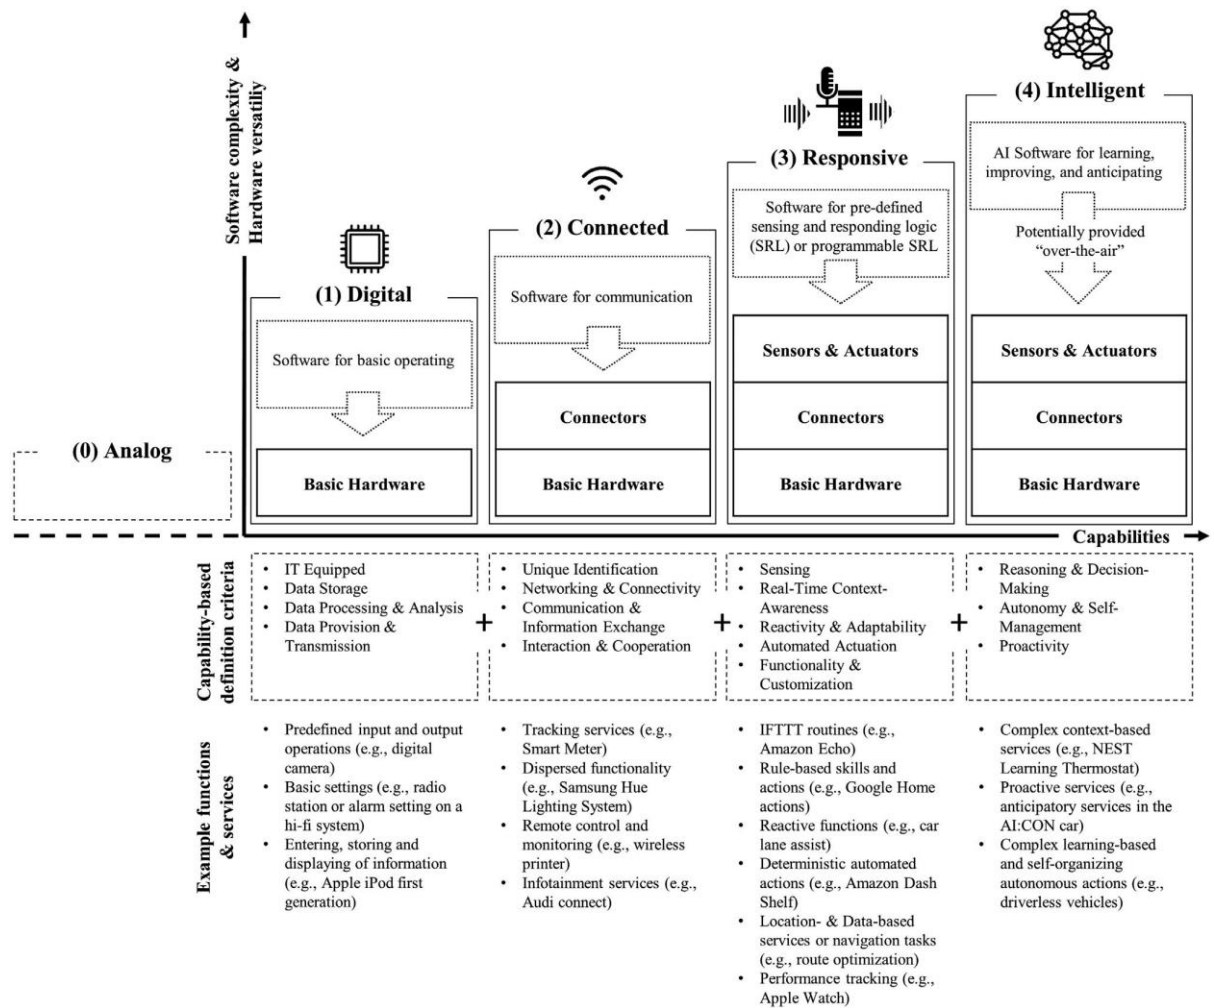 Software complexity &
Hardware versatiliy
(0) Analog
(1) Digital
Software for basic operating
Basic Hardware
(2) Connected
Software for communication
Connectors
Basic Hardware
(3) Responsive
Software for pre-defined
sensing and responding logic
(SRL) or programmable SRL
Sensors & Actuators
Connectors
Basic Hardware
(4) Intelligent
AI Software for learning,
improving, and anticipating
Potentially provided
“over-the-air”
Sensors & Actuators
Connectors
Basic Hardware
Capabilities
Capability-based
definition criteria
• IT Equipped
• Data Storage
• Data Processing & Analysis
• Data Provision &
Transmission
+
• Unique Identification
• Networking & Connectivity
• Communication &
Information Exchange
• Interaction & Cooperation
+
• Sensing
• Real-Time Context-
Awareness
• Reactivity & Adaptability
• Automated Actuation
• Functionality &
Customization
+
• Reasoning & Decision-
Making
• Autonomy & Self-
Management
• Proactivity
Example functions
& services
• Predefined input and output
operations (e.g., digital
camera)
• Basic settings (e.g., radio
station or alarm setting on a
hi-fi system)
• Entering, storing and
displaying of information
(e.g., Apple iPod first
generation)
• Tracking services (e.g.,
Smart Meter)
• Dispersed functionality
(e.g., Samsung Hue
Lighting System)
• Remote control and
monitoring (e.g., wireless
printer)
• Infotainment services (e.g.,
Audi connect)
• IFTTT routines (e.g.,
Amazon Echo)
• Rule-based skills and
actions (e.g., Google Home
actions)
• Reactive functions (e.g., car
lane assist)
• Deterministic automated
actions (e.g., Amazon Dash
Shelf)
• Location- & Data-based
services or navigation tasks
(e.g., route optimization)
• Performance tracking (e.g.,
Apple Watch)
• Complex context-based
services (e.g., NEST
Learning Thermostat)
• Proactive services (e.g.,
anticipatory services in the
AI:CON car)
• Complex learning-based
and self-organizing
autonomous actions (e.g.,
driverless vehicles)